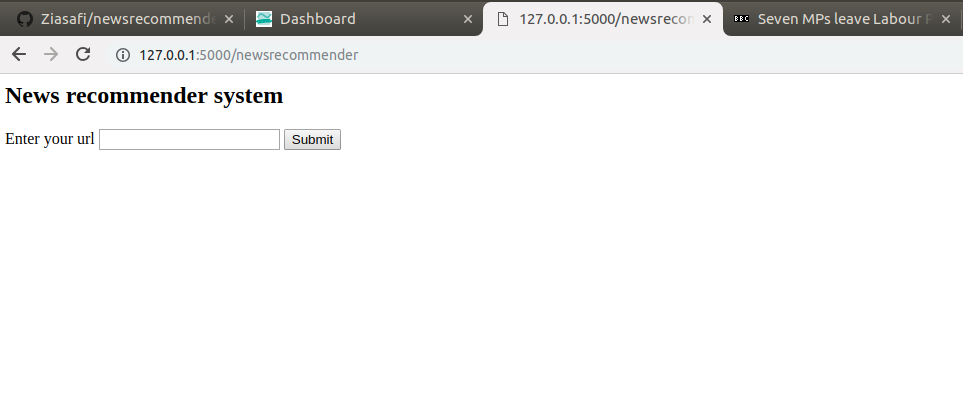 Ziasafi/newsrecommende
Dashboard
127.0.0.1:5000/newsrecon
BBC
Seven MPs leave Labour P
127.0.0.1:5000/newsrecommender
News recommender system
Enter your url
Submit